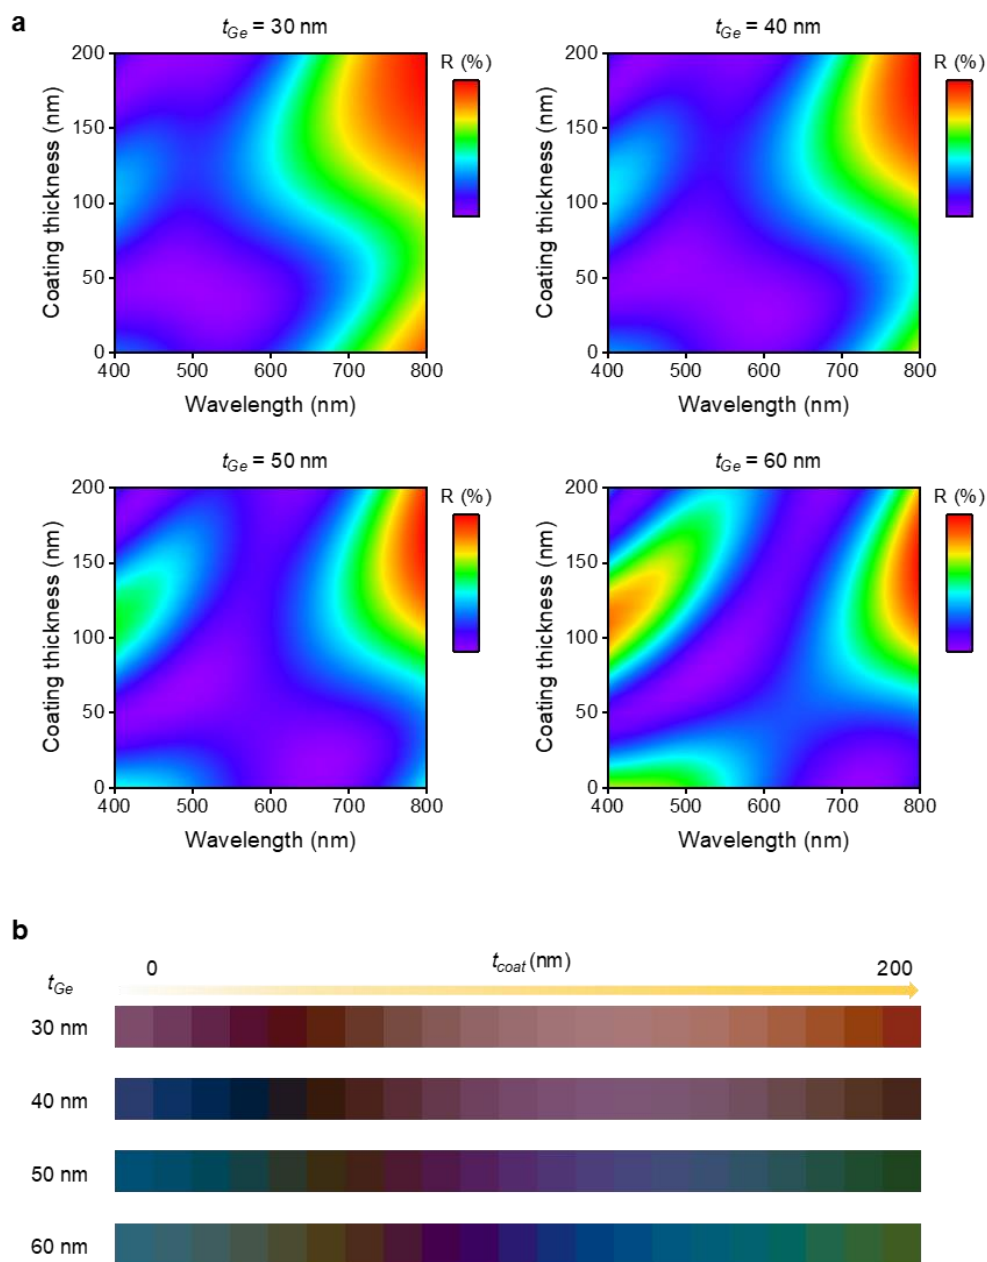 a
t_Ge = 30 nm
t_Ge = 40 nm
R (%)
R (%)
Coating thickness (nm)
200
150
100
50
0
400 500 600 700 800
Wavelength (nm)
Coating thickness (nm)
200
150
100
50
0
400 500 600 700 800
Wavelength (nm)
t_Ge = 50 nm
t_Ge = 60 nm
R (%)
R (%)
Coating thickness (nm)
200
150
100
50
0
400 500 600 700 800
Wavelength (nm)
Coating thickness (nm)
200
150
100
50
0
400 500 600 700 800
Wavelength (nm)
b
t_Ge
0 t_coat (nm) 200
30 nm
40 nm
50 nm
60 nm